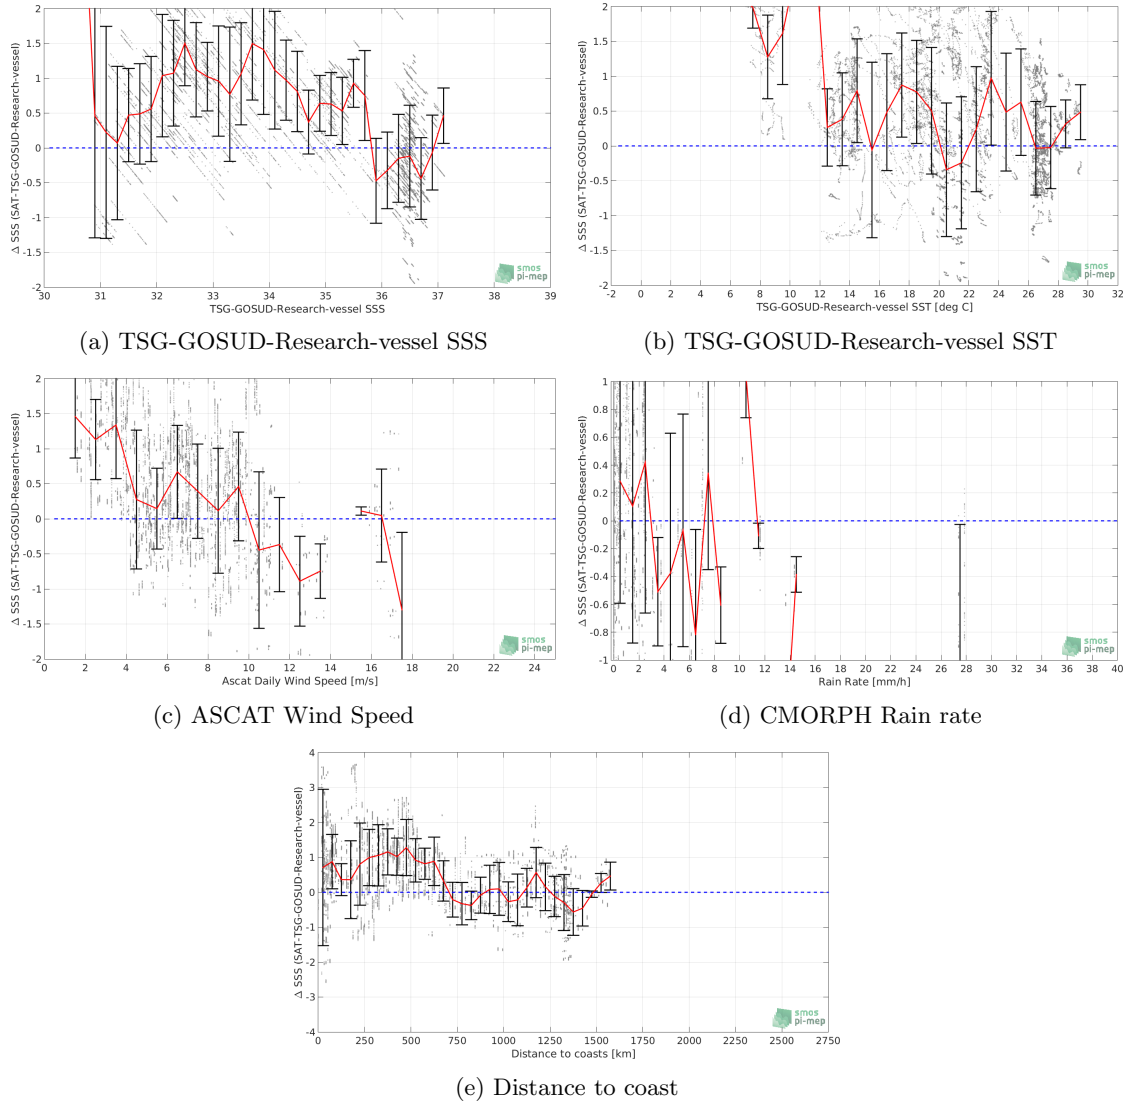 2
1.5
1
0.5
0
-0.5
-1
-1.5
-2
Δ SSS (SAT-TSG-GOSUD-Research-vessel)
30 31 32 33 34 35 36 37 38 39
TSG-GOSUD-Research-vessel SSS
smos
pi-mep
(a) TSG-GOSUD-Research-vessel SSS
2
1.5
1
0.5
0
-0.5
-1
-1.5
-2
Δ SSS (SAT-TSG-GOSUD-Research-vessel)
-2 0 2 4 6 8 10 12 14 16 18 20 22 24 26 28 30 32
TSG-GOSUD-Research-vessel SST [deg C]
smos
pi-mep
(b) TSG-GOSUD-Research-vessel SST
2
1.5
1
0.5
0
-0.5
-1
-1.5
-2
Δ SSS (SAT-TSG-GOSUD-Research-vessel)
0 2 4 6 8 10 12 14 16 18 20 22 24
Ascat Daily Wind Speed [m/s]
smos
pi-mep
(c) ASCAT Wind Speed
1
0.8
0.6
0.4
0.2
0
-0.2
-0.4
-0.6
-0.8
-1
Δ SSS (SAT-TSG-GOSUD-Research-vessel)
0 2 4 6 8 10 12 14 16 18 20 22 24 26 28 30 32 34 36 38 40
Rain Rate [mm/h]
smos
pi-mep
(d) CMORPH Rain rate
4
3
2
1
0
-1
-2
-3
-4
Δ SSS (SAT-TSG-GOSUD-Research-vessel)
0 250 500 750 1000 1250 1500 1750 2000 2250 2500 2750
Distance to coasts [km]
smos
pi-mep
(e) Distance to coast